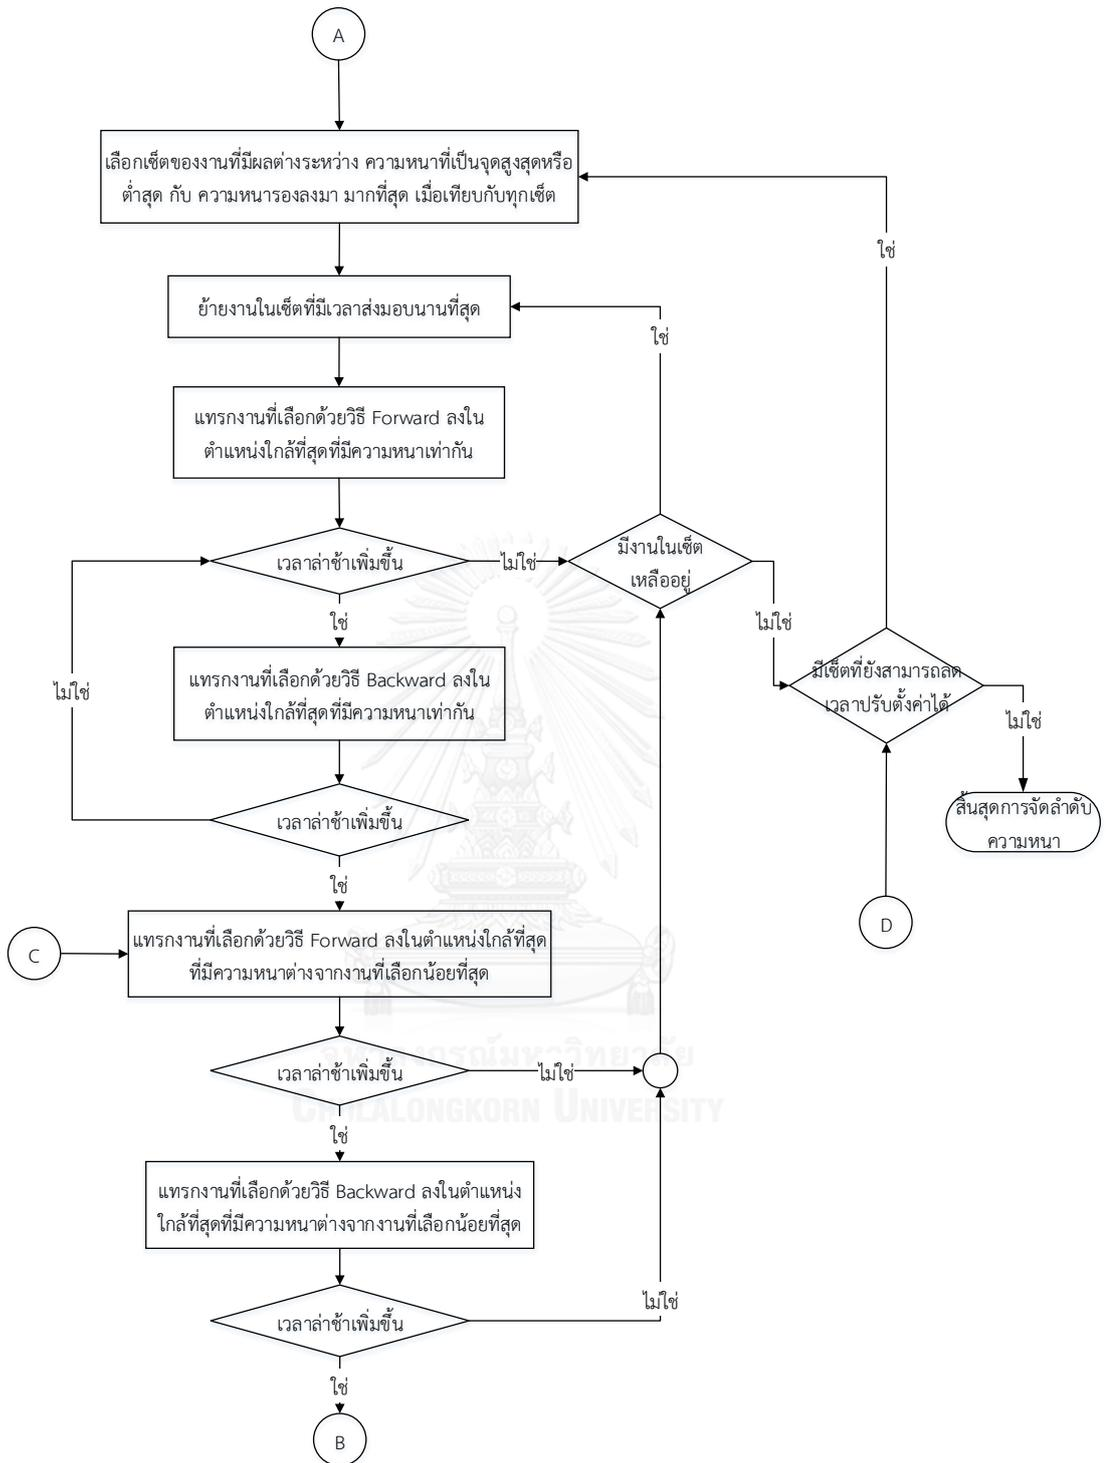 A
เลือกเซ็ตของงานที่มีผลต่างระหว่าง ความหนาที่เป็นจุดสูงสุดหรือ
ต่ำสุด กับ ความหนารองลงมา มากที่สุด เมื่อเทียบกับทุกเซ็ต
ใช่
ย้ายงานในเซ็ตที่มีเวลาส่งมอบนานที่สุด
ใช่
แทรกงานที่เลือกด้วยวิธี Forward ลงใน
ตำแหน่งใกล้ที่สุดที่มีความหนาเท่ากัน
เวลาล่าช้าเพิ่มขึ้น
ไม่ใช่
มีงานในเซ็ต
เหลืออยู่
ใช่
ไม่ใช่
แทรกงานที่เลือกด้วยวิธี Backward ลงใน
ตำแหน่งใกล้ที่สุดที่มีความหนาเท่ากัน
ไม่ใช่
มีเซ็ตที่ยังสามารถลด
เวลาปรับตั้งค่าได้
ไม่ใช่
เวลาล่าช้าเพิ่มขึ้น
สิ้นสุดการจัดลำดับ
ความหนา
ใช่
D
C
แทรกงานที่เลือกด้วยวิธี Forward ลงในตำแหน่งใกล้ที่สุด
ที่มีความหนาต่างจากงานที่เลือกน้อยที่สุด
จุฬาลงกรณ์มหาวิทยาลัย
CHULALONGKORN UNIVERSITY
เวลาล่าช้าเพิ่มขึ้น
ไม่ใช่
ใช่
แทรกงานที่เลือกด้วยวิธี Backward ลงในตำแหน่ง
ใกล้ที่สุดที่มีความหนาต่างจากงานที่เลือกน้อยที่สุด
ไม่ใช่
เวลาล่าช้าเพิ่มขึ้น
ใช่
B